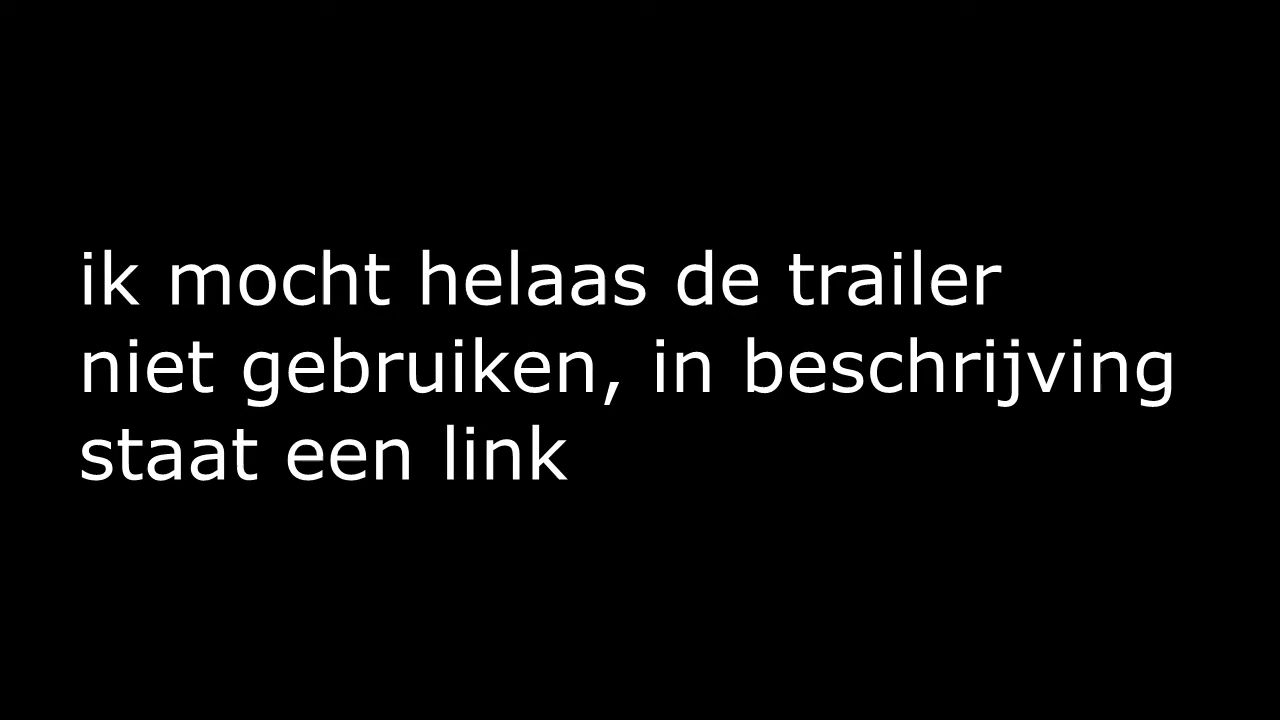 ik mocht helaas de trailer
niet gebruiken, in beschrijving
staat een link